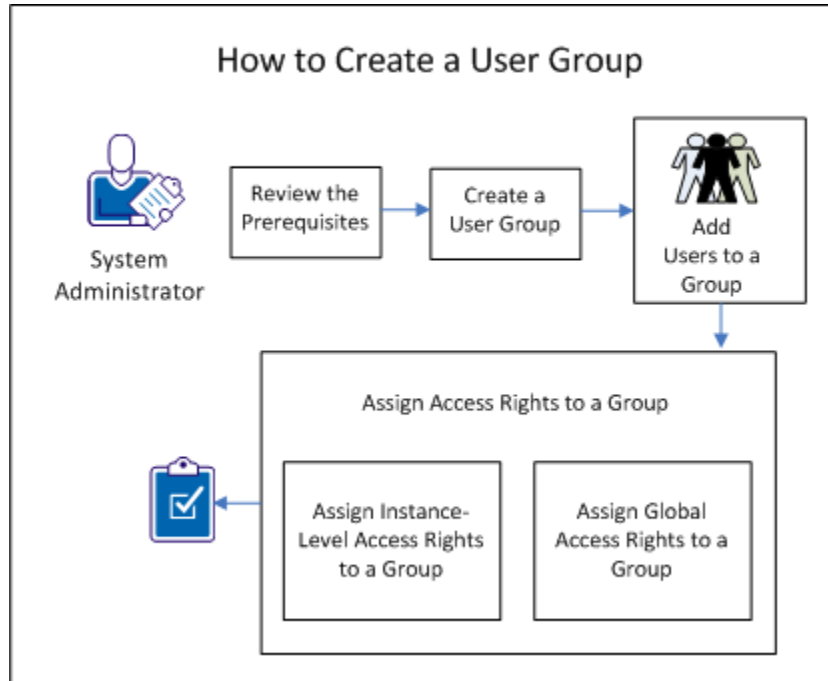 How to Create a User Group
System
Administrator
Review the
Prerequisites
Create a
User Group
Add
Users to a
Group
Assign Access Rights to a Group
Assign Instance-
Level Access Rights
to a Group
Assign Global
Access Rights to a
Group